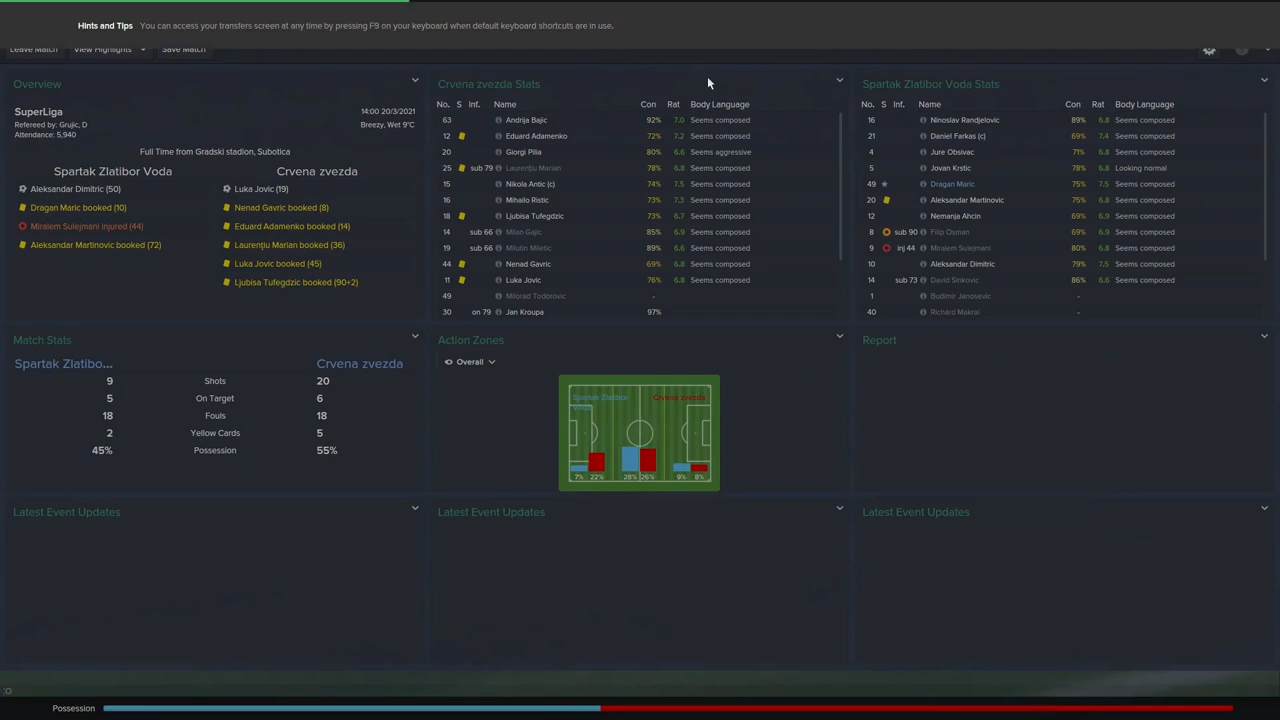 Hints and Tips You can access your transfers screen at any time by pressing F9 on your keyboard when default keyboard shortcuts are in use.
Leave Match View Highlights Save Match
Overview
SuperLiga 14:00 20/3/2021
Refereed by: Grujic, D Breezy, Wet 9°C
Attendance: 5,940
Full Time from Gradski stadion, Subotica
Spartak Zlatibor Voda Crvena zvezda
Aleksandar Dimitric (50) Luka Jovic (19)
Dragan Maric booked (10) Nenad Gavric booked (8)
Miralem Sulejmani injured (44) Eduard Adamenko booked (14)
Aleksandar Martinovic booked (72) Laurenţiu Marian booked (36)
Luka Jovic booked (45)
Ljubisa Tufegdzic booked (90+2)
Crvena zvezda Stats
No. S Inf. Name Con Rat Body Language
63 Andrija Bajic 92% 7.0 Seems composed
12 Eduard Adamenko 72% 7.2 Seems composed
20 Giorgi Pilia 80% 6.6 Seems aggressive
25 sub 79 Laurenţiu Marian 78% 6.8 Seems composed
15 Nikola Antic (c) 74% 7.5 Seems composed
16 Mihailo Ristic 73% 7.3 Seems composed
18 Ljubisa Tufegdzic 73% 6.7 Seems composed
14 sub 66 Milan Gajic 85% 6.9 Seems composed
19 sub 66 Milutin Miletic 89% 6.6 Seems composed
44 Nenad Gavric 69% 6.8 Seems composed
11 Luka Jovic 76% 6.8 Seems composed
49 Milorad Todorovic -
30 on 79 Jan Kroupa 97%
Spartak Zlatibor Voda Stats
No. S Inf. Name Con Rat Body Language
16 Ninoslav Randjelovic 89% 6.8 Seems composed
21 Daniel Farkas (c) 69% 7.4 Seems composed
4 Jure Obsivac 71% 6.8 Seems composed
5 Jovan Krstic 78% 6.8 Looking normal
49 Dragan Maric 75% 7.5 Seems composed
20 Aleksandar Martinovic 75% 6.8 Seems composed
12 Nemanja Ahcin 69% 6.9 Seems composed
8 sub 90 Filip Osman 69% 6.9 Seems composed
9 inj 44 Miralem Sulejmani 80% 6.8 Seems composed
10 Aleksandar Dimitric 79% 7.5 Seems composed
14 sub 73 David Sinkovic 86% 6.6 Seems composed
1 Budimir Janosevic -
40 Richárd Makrai -
Match Stats
Spartak Zlatibo... Crvena zvezda
9 Shots 20
5 On Target 6
18 Fouls 18
2 Yellow Cards 5
45% Possession 55%
Action Zones
Overall
Spartak Zlatibor Crvena zvezda
Voda
7% 22% 28% 26% 9% 8%
Report
Latest Event Updates
Latest Event Updates
Latest Event Updates
Possession